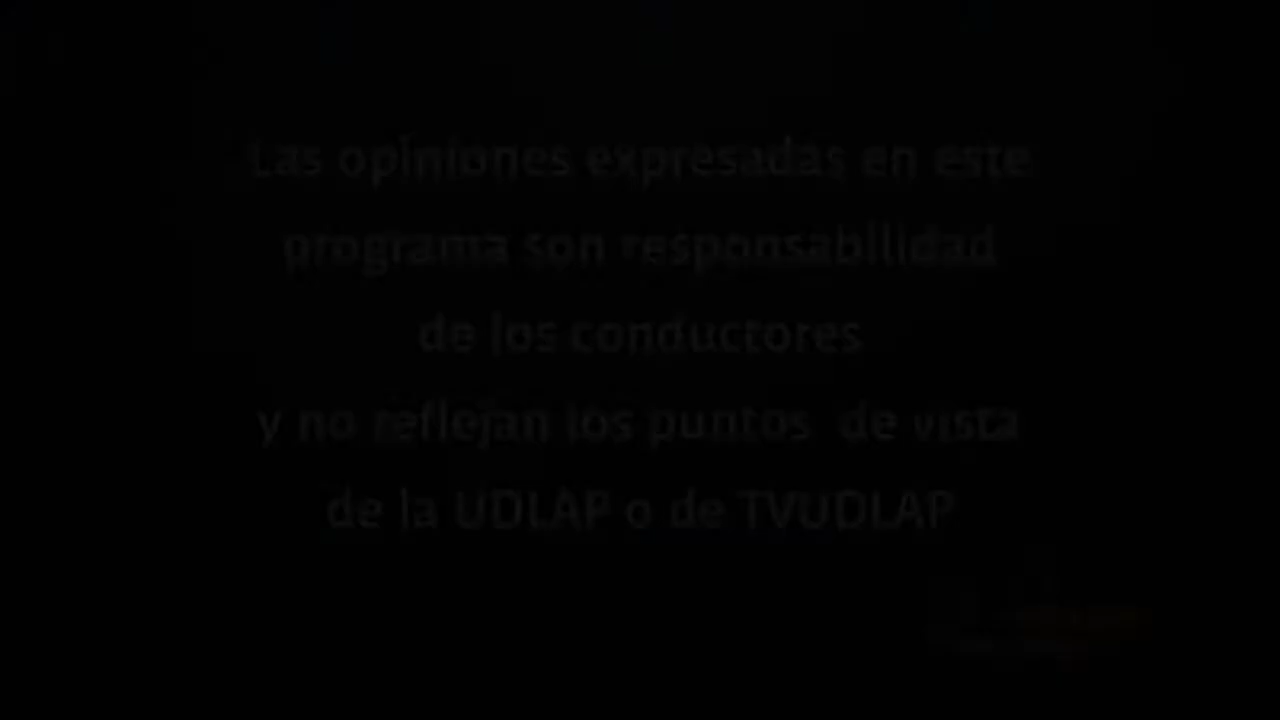 Las opiniones expresadas en este
programa son responsabilidad
de los conductores
y no reflejan los puntos de vista
de la UDLAP o de TVUDLAP